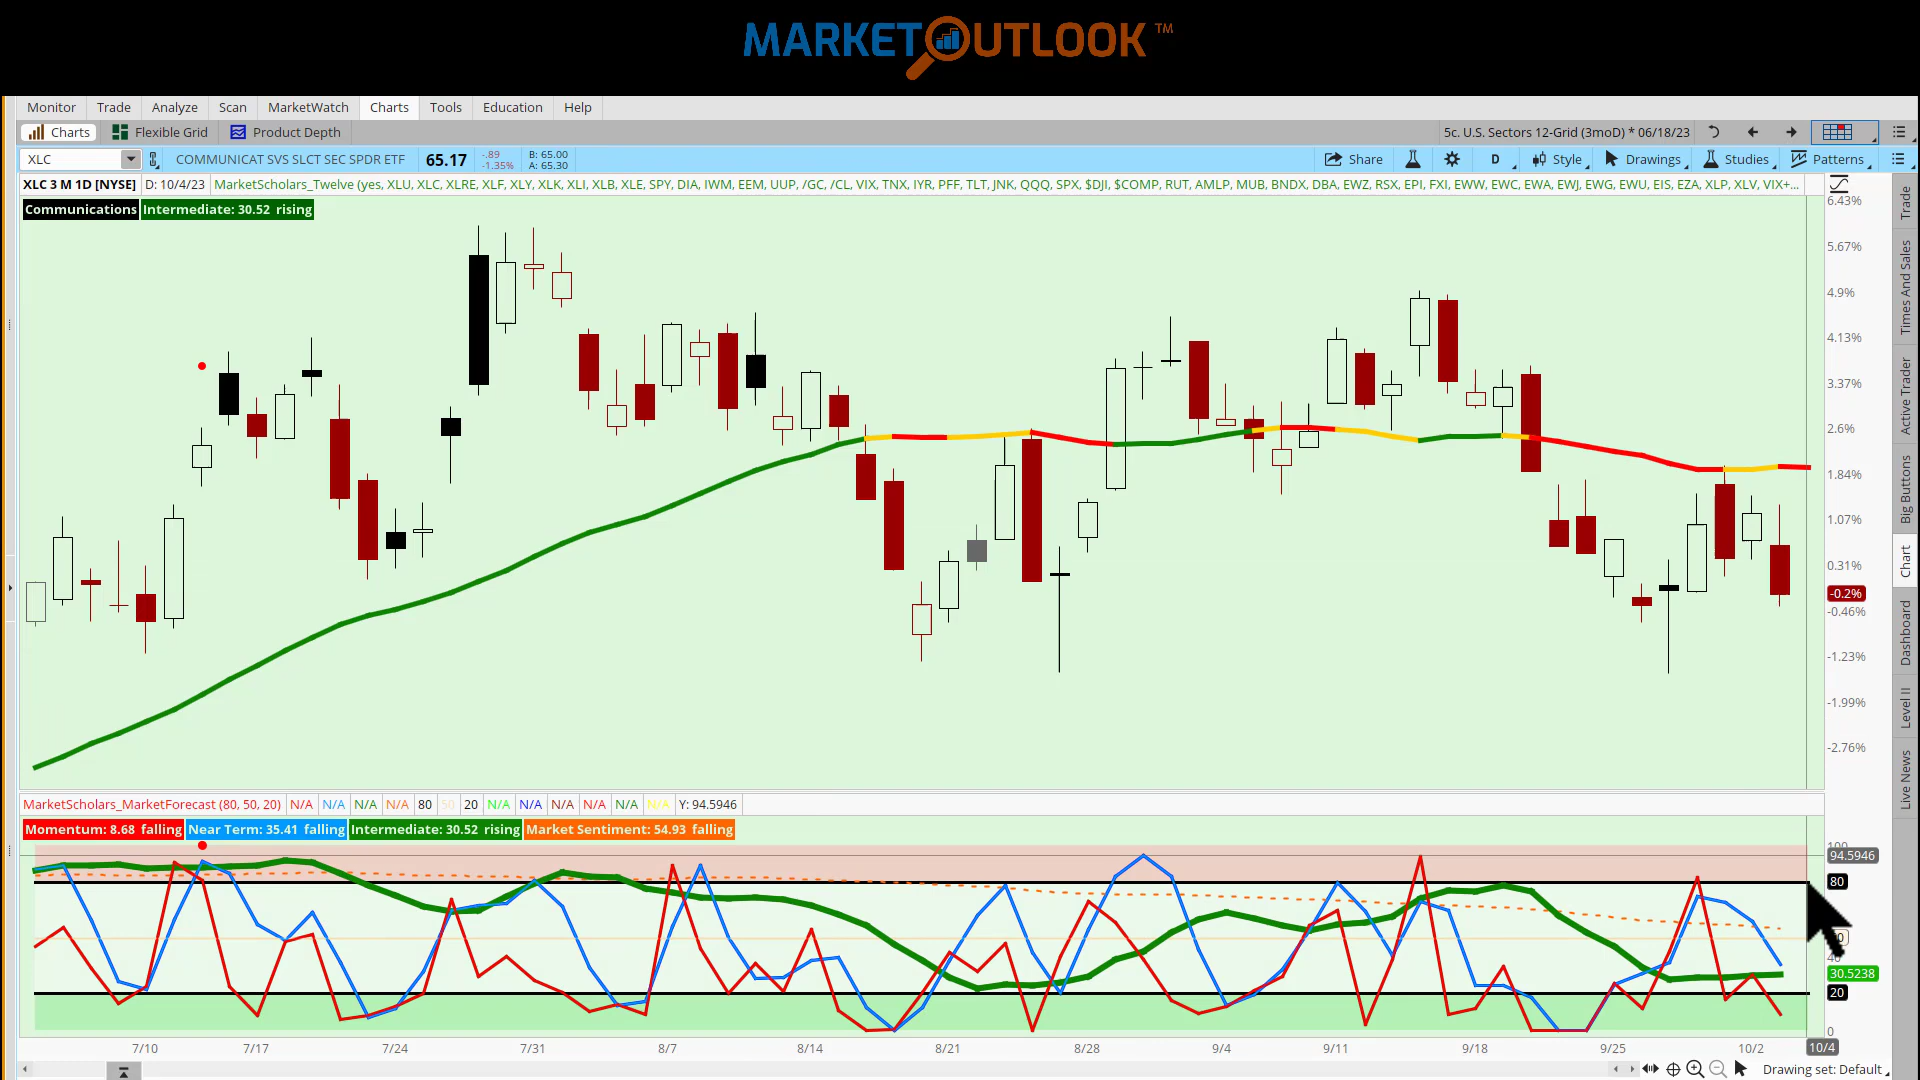 MARKETOUTLOOK™
Monitor Trade Analyze Scan MarketWatch Charts Tools Education Help
Charts Flexible Grid Product Depth 5c. U.S. Sectors 12-Grid (3moD) * 06/18/23
XLC COMMUNICAT SVS SLCT SEC SPDR ETF 65.17 -.89 -1.35% B: 65.00 A: 65.30 Share D Style Drawings Studies Patterns
XLC 3 M 1D [NYSE] D: 10/4/23 MarketScholars_Twelve (yes, XLU, XLC, XLRE, XLF, XLY, XLK, XLI, XLB, XLE, SPY, DIA, IWM, EEM, UUP, /GC, /CL, VIX, TNX, IYR, PFF, TLT, JNK, QQQ, SPX, $DJI, $COMP, RUT, AMLP, MUB, BNDX, DBA, EWZ, RSX, EPI, FXI, EWW, EWC, EWA, EWJ, EWG, EWU, EIS, EZA, XLP, XLV, VIX+...
Communications Intermediate: 30.52 rising
6.43%
5.67%
4.9%
4.13%
3.37%
2.6%
1.84%
1.07%
0.31%
-0.2%
-0.46%
-1.23%
-1.99%
-2.76%
MarketScholars_MarketForecast (80, 50, 20) N/A N/A N/A N/A 80 50 20 N/A N/A N/A N/A N/A N/A Y: 94.5946
Momentum: 8.68 falling Near Term: 35.41 falling Intermediate: 30.52 rising Market Sentiment: 54.93 falling
100
94.5946
80
40
30.5238
20
0
7/10 7/17 7/24 7/31 8/7 8/14 8/21 8/28 9/4 9/11 9/18 9/25 10/2 10/4
Drawing set: Default
Trade
Times And Sales
Active Trader
Big Buttons
Chart
Dashboard
Level II
Live News